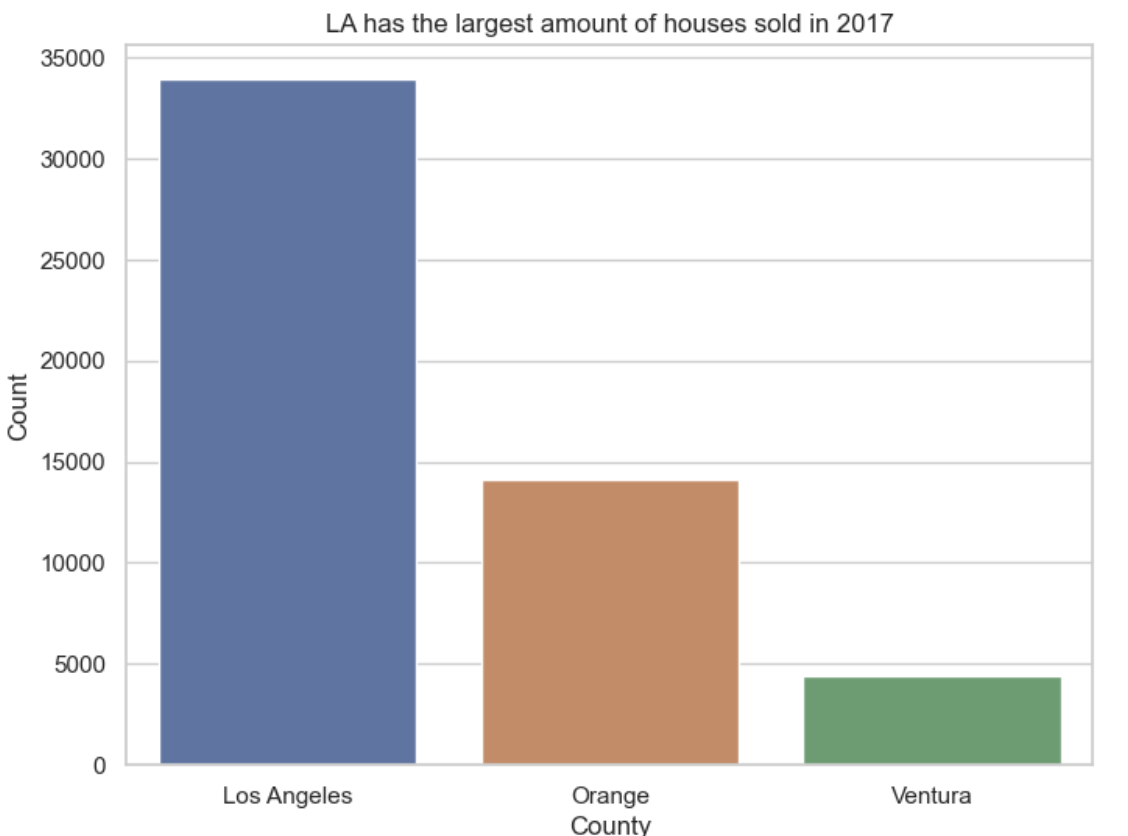 LA has the largest amount of houses sold in 2017
35000
30000
25000
20000
15000
10000
5000
0
Count
Los Angeles Orange Ventura
County